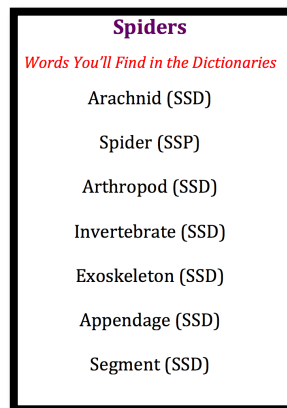 Spiders
Words You’ll Find in the Dictionaries
Arachnid (SSD)
Spider (SSP)
Arthropod (SSD)
Invertebrate (SSD)
Exoskeleton (SSD)
Appendage (SSD)
Segment (SSD)